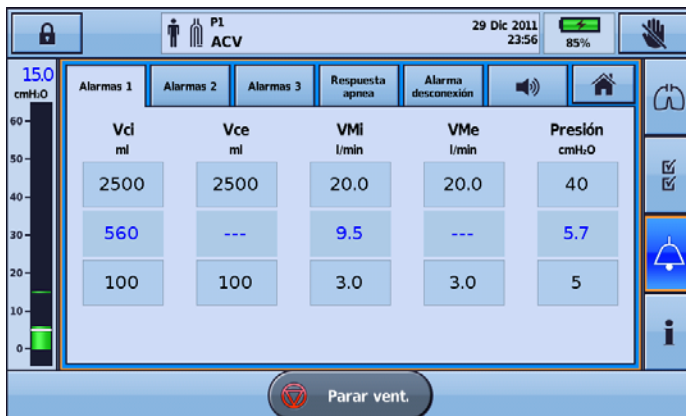 P1
ACV
29 Dic 2011
23:56
85%
15.0
cmH₂O
60
50
40
30
20
10
0
Alarmas 1
Alarmas 2
Alarmas 3
Respuesta
apnea
Alarma
desconexión
Vci Vce VMi VMe Presión
ml ml l/min l/min cmH₂O
2500 2500 20.0 20.0 40
560 --- 9.5 --- 5.7
100 100 3.0 3.0 5
i
Parar vent.